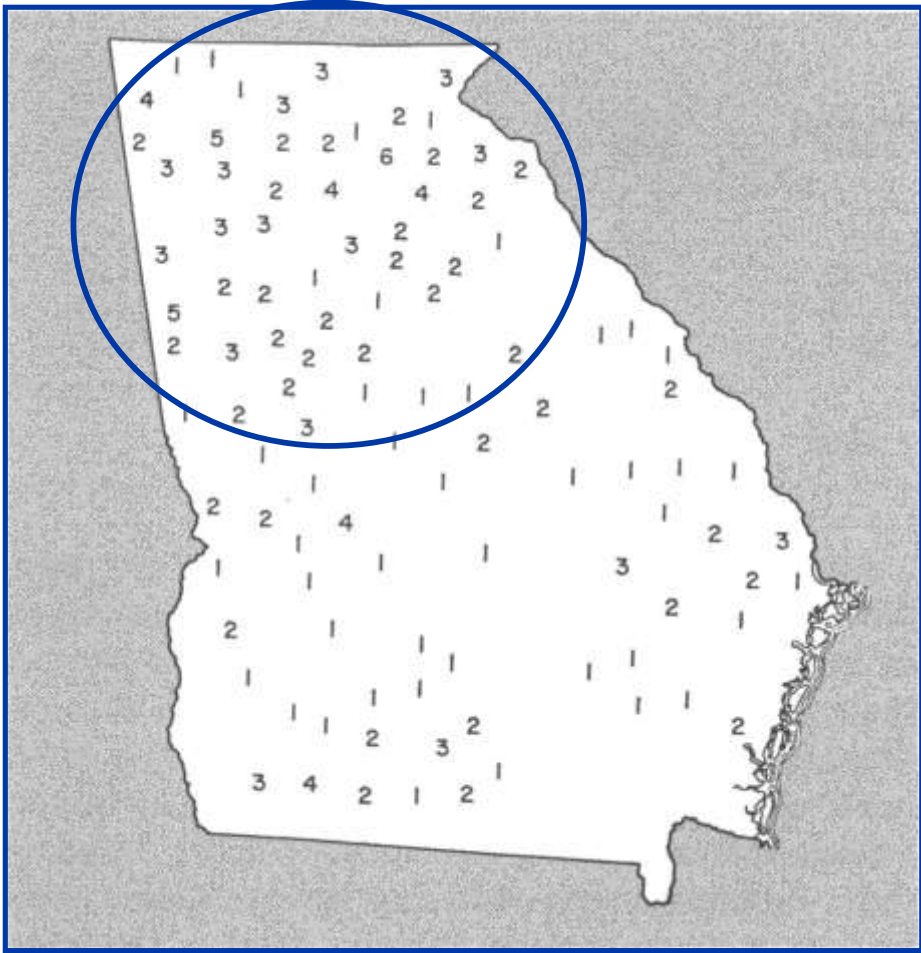 1 1 3 3
4 1 3
2 1
1
2 5 2 2
6 2 3
3 3 2
2 4 4 2
3 3
3 2 1
3 2 2
1
2 2 1 2
5 2
2 3 2 2 2 2
1 1
1
2
2 1 1 1 2
1 2 3 2
1 2
1
1 1 1 1 1 1
2 2 4 1
1 1 2 3
1 1 3
1 2 1
2 1 2 1
1 1
1 1 1
1 1 1 1
1 1 2 2
2 3
3 4 1
2 1 2